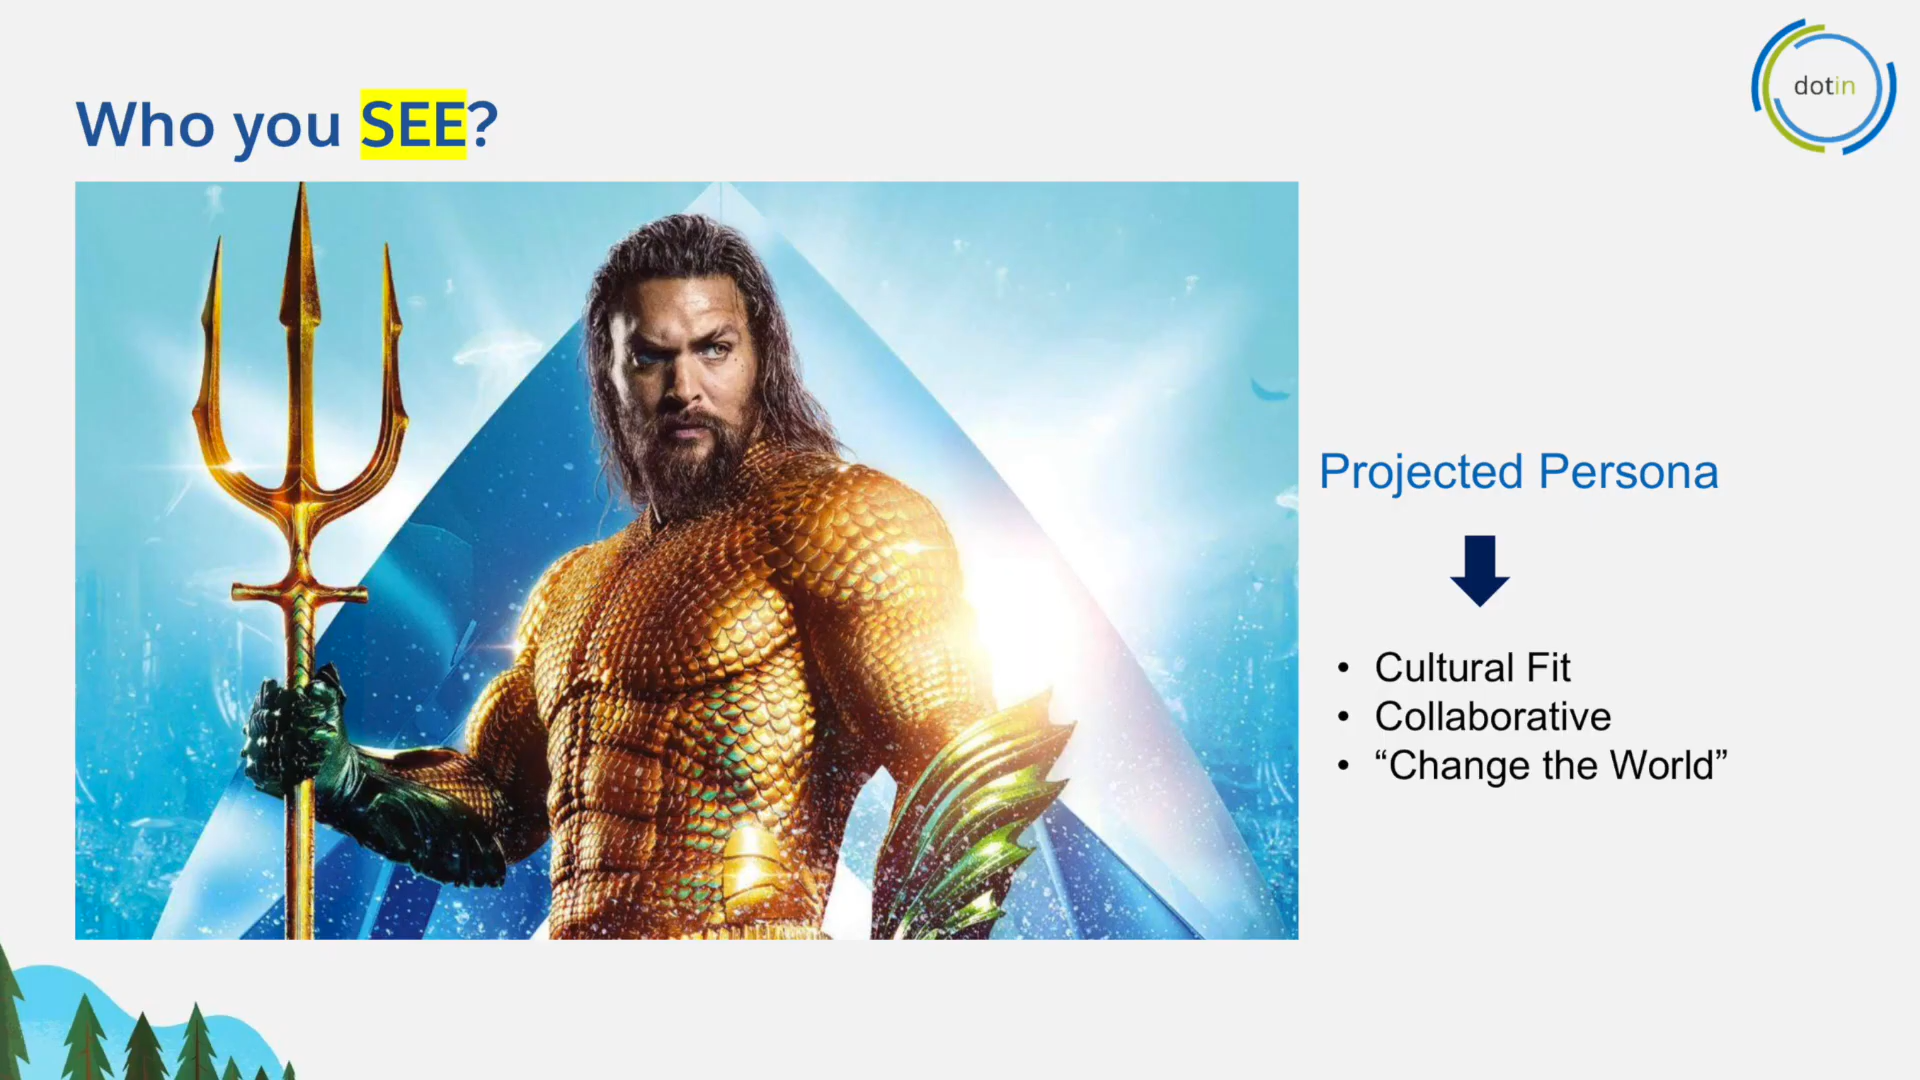 dotin
Who you SEE?
Projected Persona
• Cultural Fit
• Collaborative
• “Change the World”